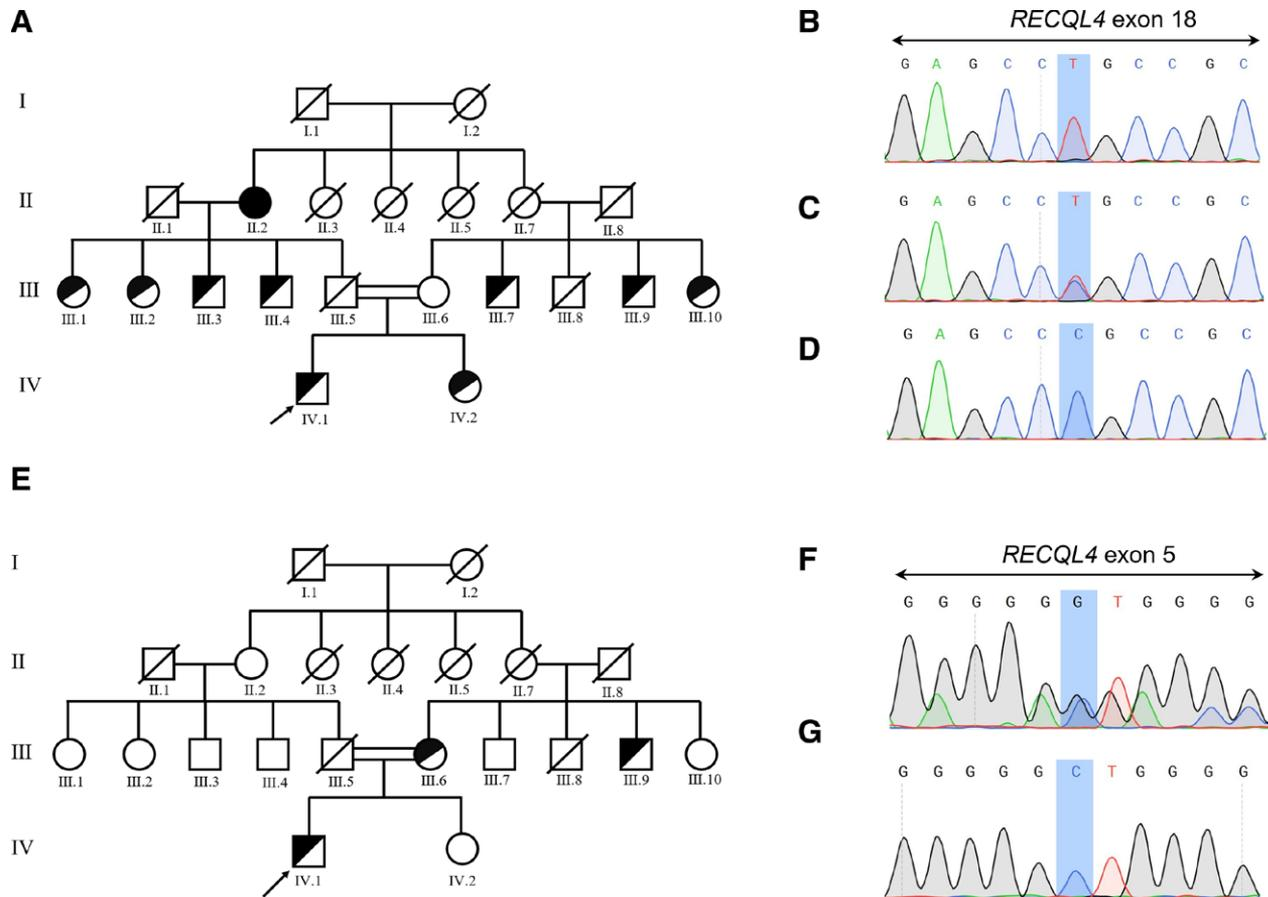 A
I
I.1 I.2
II
II.1 II.2 II.3 II.4 II.5 II.7 II.8
III
III.1 III.2 III.3 III.4 III.5 III.6 III.7 III.8 III.9 III.10
IV
IV.1 IV.2
B
RECQL4 exon 18
G A G C C T G C C G C
C
G A G C C T G C C G C
D
G A G C C C G C C G C
E
I
I.1 I.2
II
II.1 II.2 II.3 II.4 II.5 II.7 II.8
III
III.1 III.2 III.3 III.4 III.5 III.6 III.7 III.8 III.9 III.10
IV
IV.1 IV.2
F
RECQL4 exon 5
G G G G G G T G G G G
G
G G G G G C T G G G G